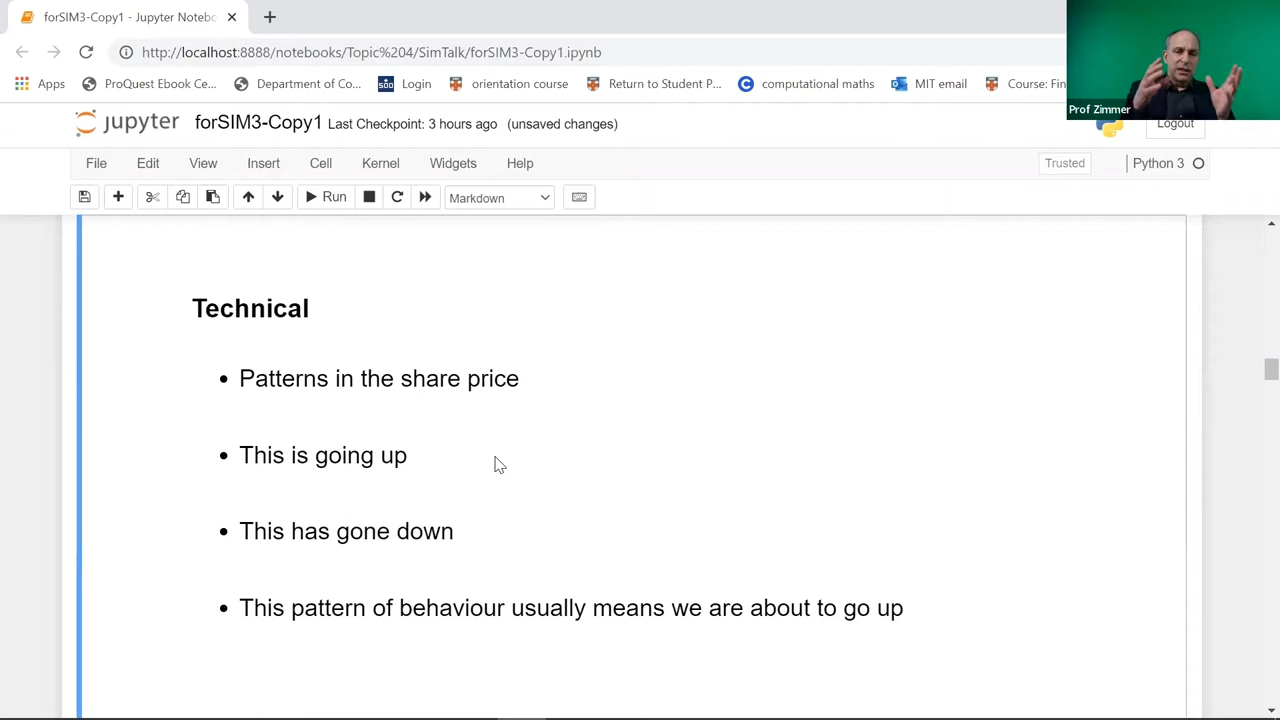 forSIM3-Copy1 - Jupyter Notebo
http://localhost:8888/notebooks/Topic%204/SimTalk/forSIM3-Copy1.ipynb
Apps ProQuest Ebook Ce... Department of Co... Login orientation course Return to Student P... computational maths MIT email Course: Fin
Prof Zimmer
jupyter forSIM3-Copy1 Last Checkpoint: 3 hours ago (unsaved changes) Logout
File Edit View Insert Cell Kernel Widgets Help Trusted Python 3
Run Markdown
Technical
• Patterns in the share price
• This is going up
• This has gone down
• This pattern of behaviour usually means we are about to go up